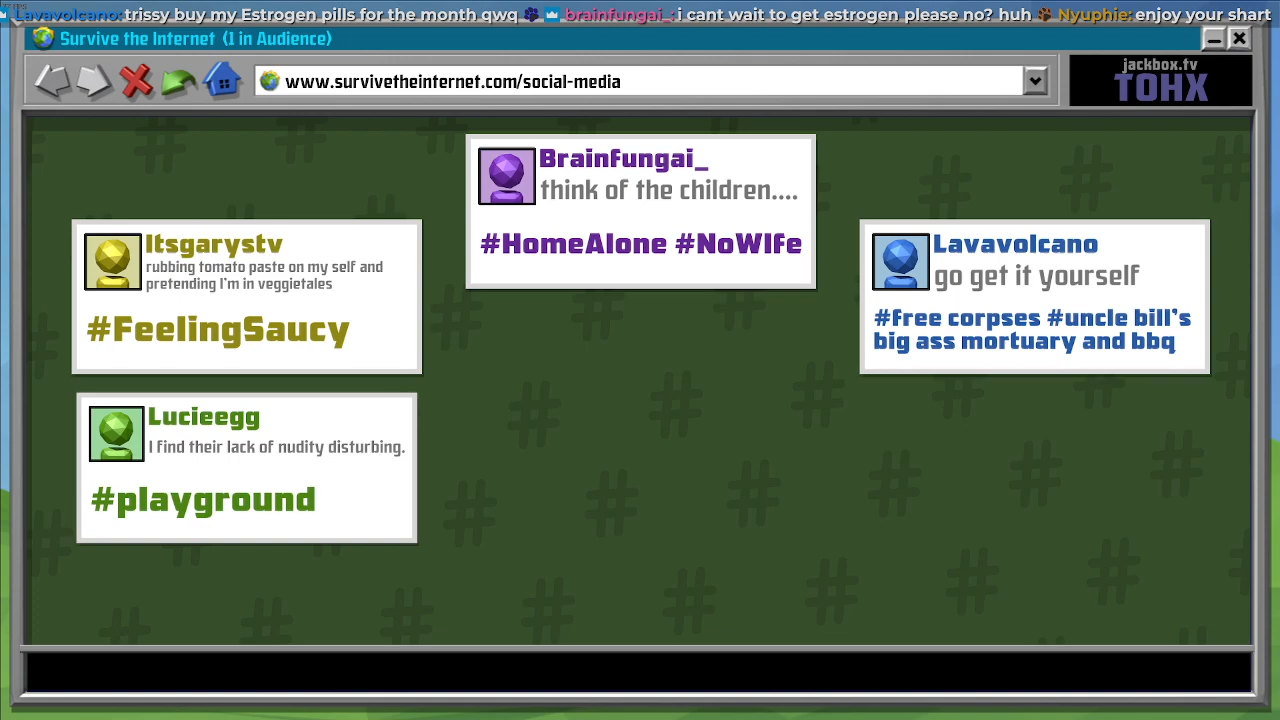 Lavavolcano: trissy buy my Estrogen pills for the month qwq brainfungai_: i cant wait to get estrogen please no? huh Nyuphie: enjoy your shart
Survive the Internet (1 in Audience)
www.survivetheinternet.com/social-media
jackbox.tv
TOHX
Brainfungai_
think of the children....
#HomeAlone #NoWIfe
Itsgarystv
rubbing tomato paste on my self and
pretending I'm in veggietales
#FeelingSaucy
Lavavolcano
go get it yourself
#free corpses #uncle bill's
big ass mortuary and bbq
Lucieegg
I find their lack of nudity disturbing.
#playground